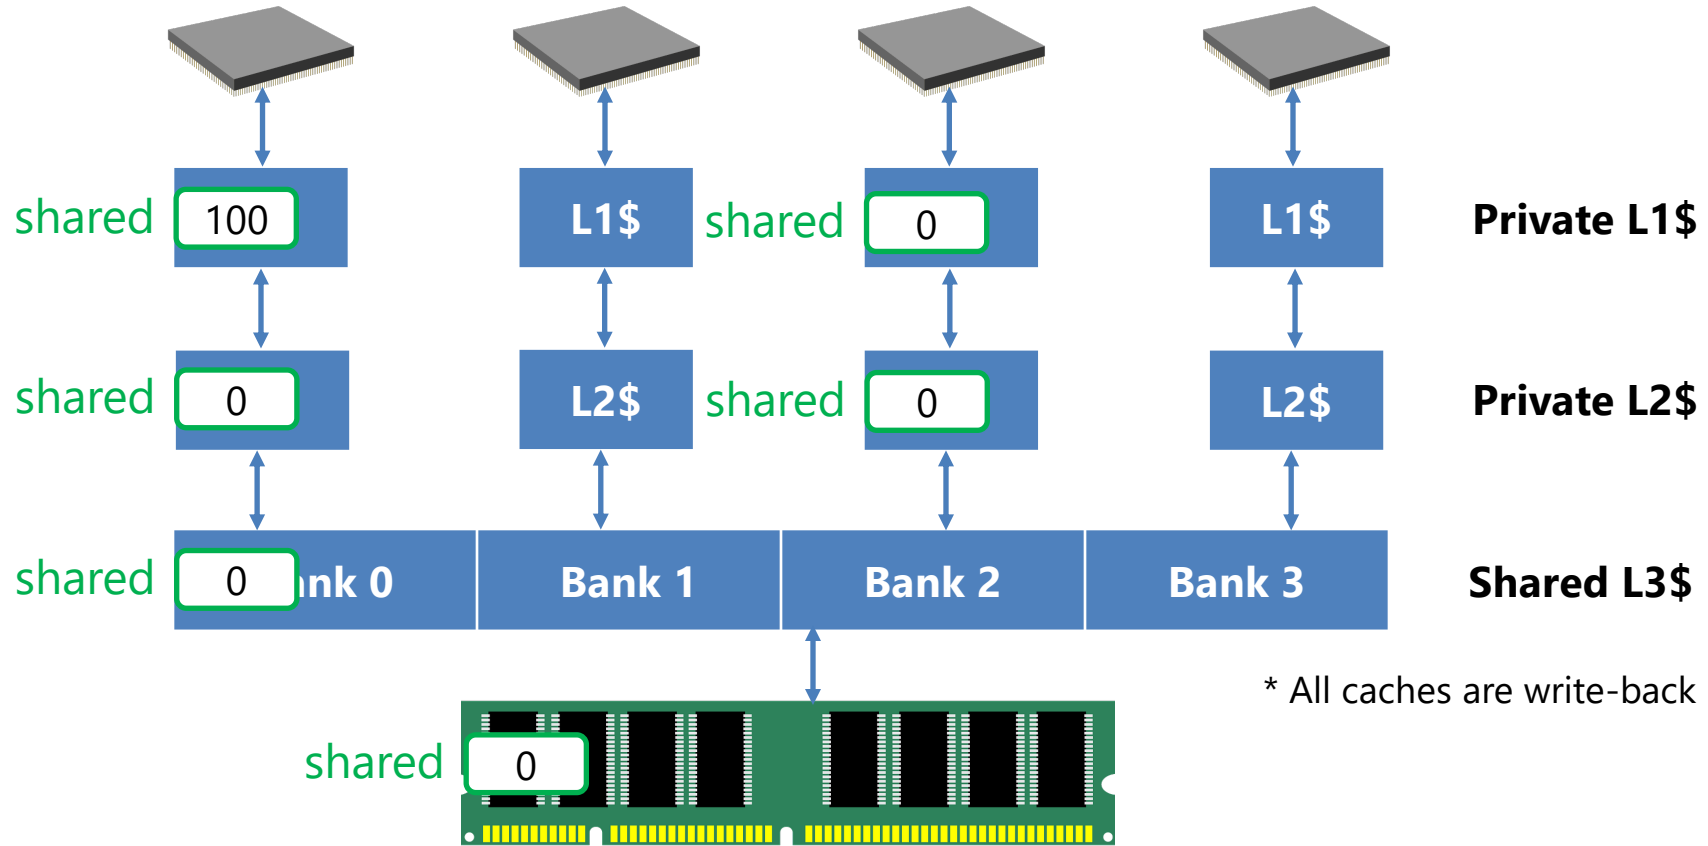 shared 100 L1$ shared 0 L1$ Private L1$
shared 0 L2$ shared 0 L2$ Private L2$
shared 0 ank 0 Bank 1 Bank 2 Bank 3 Shared L3$
* All caches are write-back
shared 0